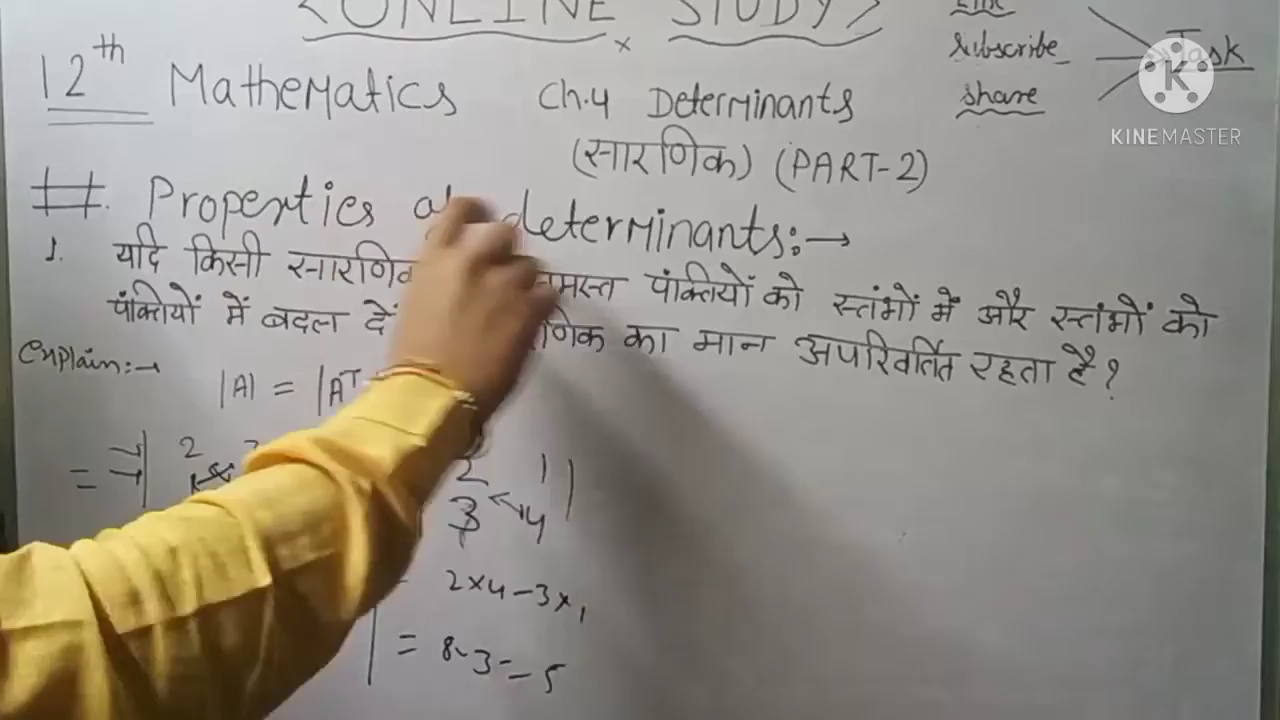 <ONLINE STUDY>
Subscribe
share
Task
KINEMASTER
12th Mathematics Ch.4 Determinants
(सारणिक) (PART-2)
#. Properties of determinants:→
1. यदि किसी सारणिक समस्त पंक्तियों को स्तंभों में और स्तंभों को
पंक्तियों में बदल दें का मान अपरिवर्तित रहता है?
explain:→
|A| = |AT
= 2
2 1
3 4
2×4-3×1
= 8-3=5